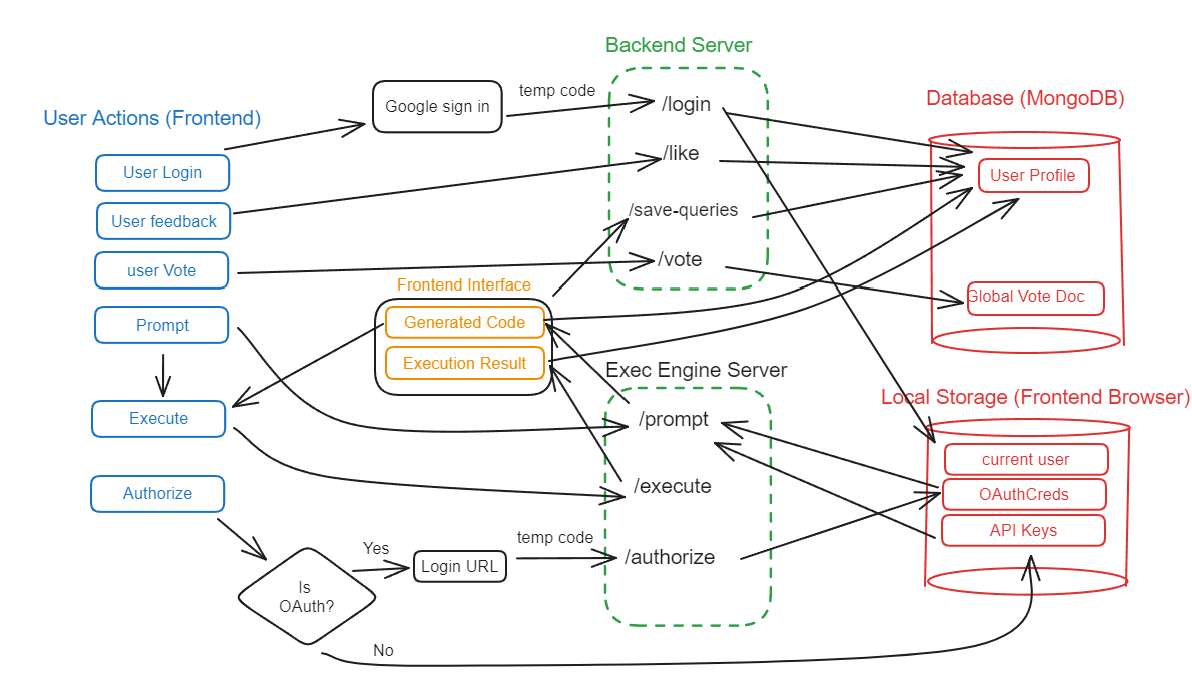 Backend Server
User Actions (Frontend)
Google sign in
temp code
/login
Database (MongoDB)
User Login
/like
User Profile
User feedback
/save-queries
user Vote
/vote
Frontend Interface
Global Vote Doc
Prompt
Generated Code
Execution Result
Exec Engine Server
Execute
/prompt
Local Storage (Frontend Browser)
current user
Authorize
/execute
OAuthCreds
API Keys
Yes
Login URL
temp code
/authorize
Is
OAuth?
No